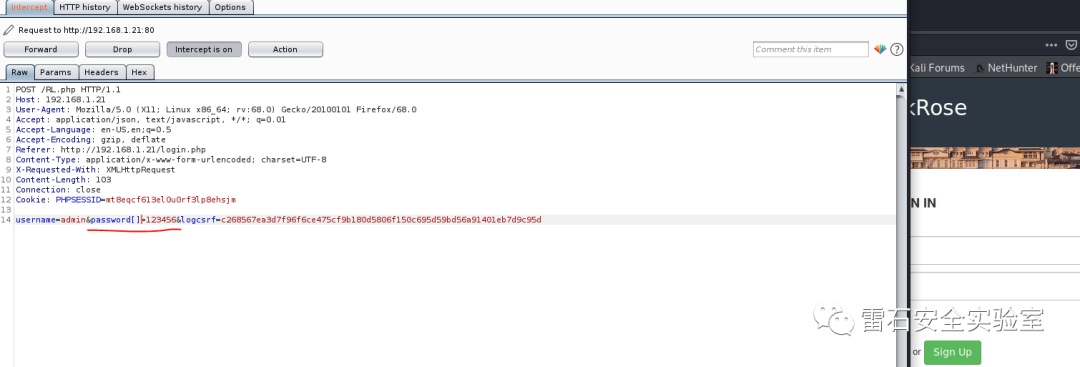 Intercept HTTP history WebSockets history Options
Request to http://192.168.1.21:80
Forward Drop Intercept is on Action Comment this item ?
Raw Params Headers Hex
1 POST /RL.php HTTP/1.1
2 Host: 192.168.1.21
3 User-Agent: Mozilla/5.0 (X11; Linux x86_64; rv:68.0) Gecko/20100101 Firefox/68.0
4 Accept: application/json, text/javascript, */*; q=0.01
5 Accept-Language: en-US,en;q=0.5
6 Accept-Encoding: gzip, deflate
7 Referer: http://192.168.1.21/login.php
8 Content-Type: application/x-www-form-urlencoded; charset=UTF-8
9 X-Requested-With: XMLHttpRequest
10 Content-Length: 103
11 Connection: close
12 Cookie: PHPSESSID=mt8eqcf613el0u0rf3lp8ehsjm
13
14 username=admin&password[]=123456&logcsrf=c268567ea3d7f96f6ce475cf9b180d5806f150c695d59bd56a91401eb7d9c95d
Kali Forums NetHunter Offe
kRose
N IN
雷石安全实验室
or Sign Up